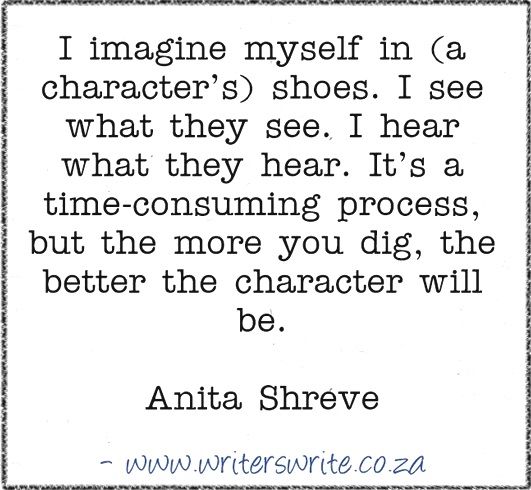 I imagine myself in (a
character's) shoes. I see
what they see. I hear
what they hear. It's a
time-consuming process,
but the more you dig, the
better the character will
be.
Anita Shreve
- www.writerswrite.co.za